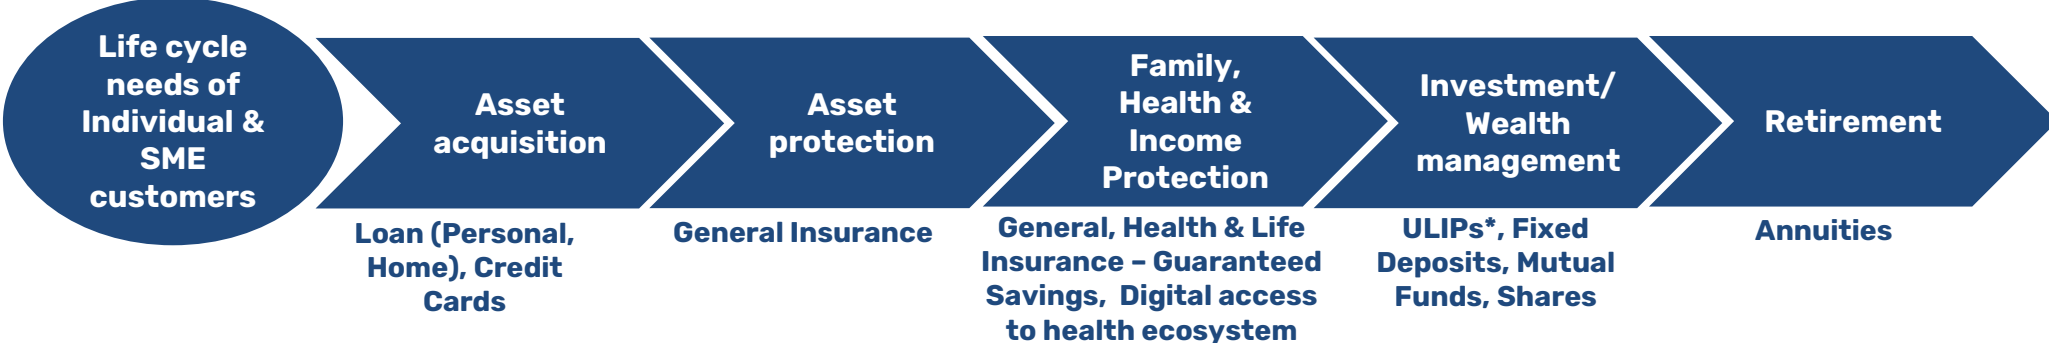 Life cycle
needs of
Individual &
SME
customers
Asset
acquisition
Loan (Personal,
Home), Credit
Cards
Asset
protection
General Insurance
Family,
Health &
Income
Protection
General, Health & Life
Insurance – Guaranteed
Savings, Digital access
to health ecosystem
Investment/
Wealth
management
ULIPs*, Fixed
Deposits, Mutual
Funds, Shares
Retirement
Annuities